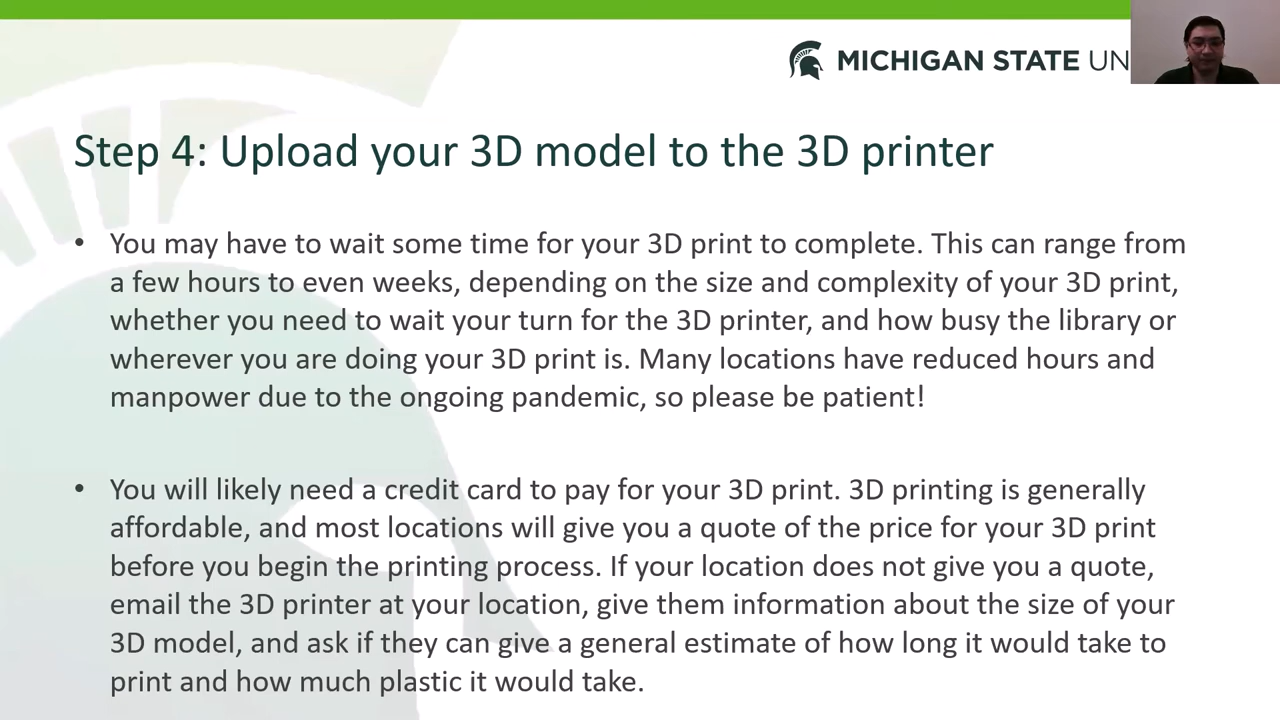 MICHIGAN STATE UN
Step 4: Upload your 3D model to the 3D printer
• You may have to wait some time for your 3D print to complete. This can range from
a few hours to even weeks, depending on the size and complexity of your 3D print,
whether you need to wait your turn for the 3D printer, and how busy the library or
wherever you are doing your 3D print is. Many locations have reduced hours and
manpower due to the ongoing pandemic, so please be patient!
• You will likely need a credit card to pay for your 3D print. 3D printing is generally
affordable, and most locations will give you a quote of the price for your 3D print
before you begin the printing process. If your location does not give you a quote,
email the 3D printer at your location, give them information about the size of your
3D model, and ask if they can give a general estimate of how long it would take to
print and how much plastic it would take.